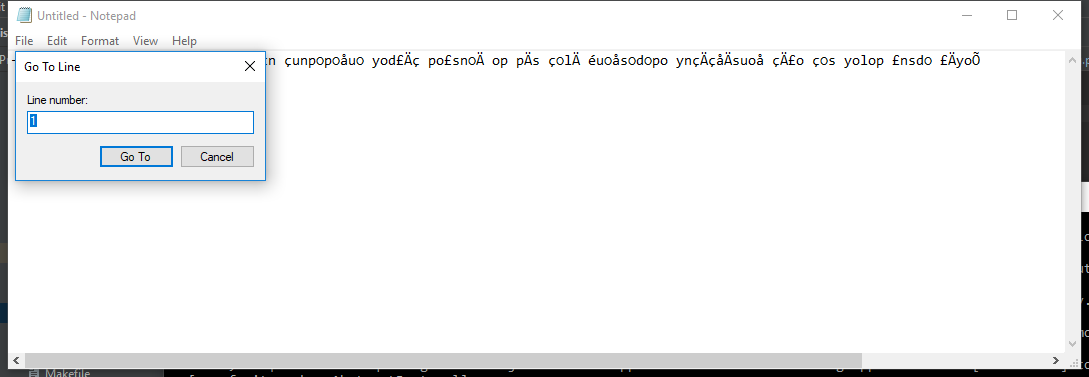 Untitled - Notepad
File Edit Format View Help
çunpopoåuo yod£Äç po£snoÄ op pÄs çolÄ éuoåsodopo ynçÄçåÄsuoå çÄ£o ços yolop £nsdo £ÄyoÕ
Go To Line
Line number:
1
Go To Cancel
Makefile